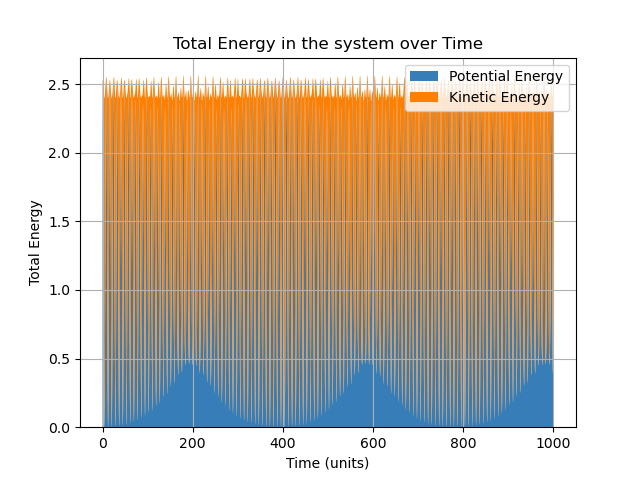 Total Energy in the system over Time
Potential Energy
Kinetic Energy
2.5
2.0
1.5
1.0
0.5
0.0
Total Energy
0
200
400
600
800
1000
Time (units)